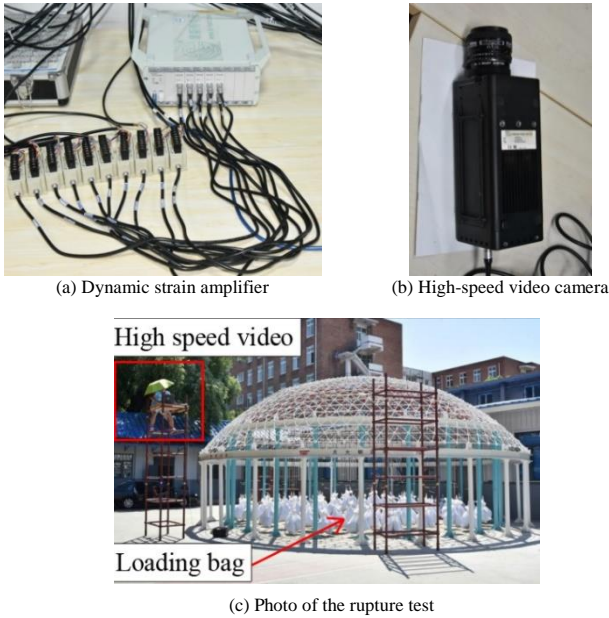 (a) Dynamic strain amplifier
(b) High-speed video camera
High speed video
Loading bag
(c) Photo of the rupture test